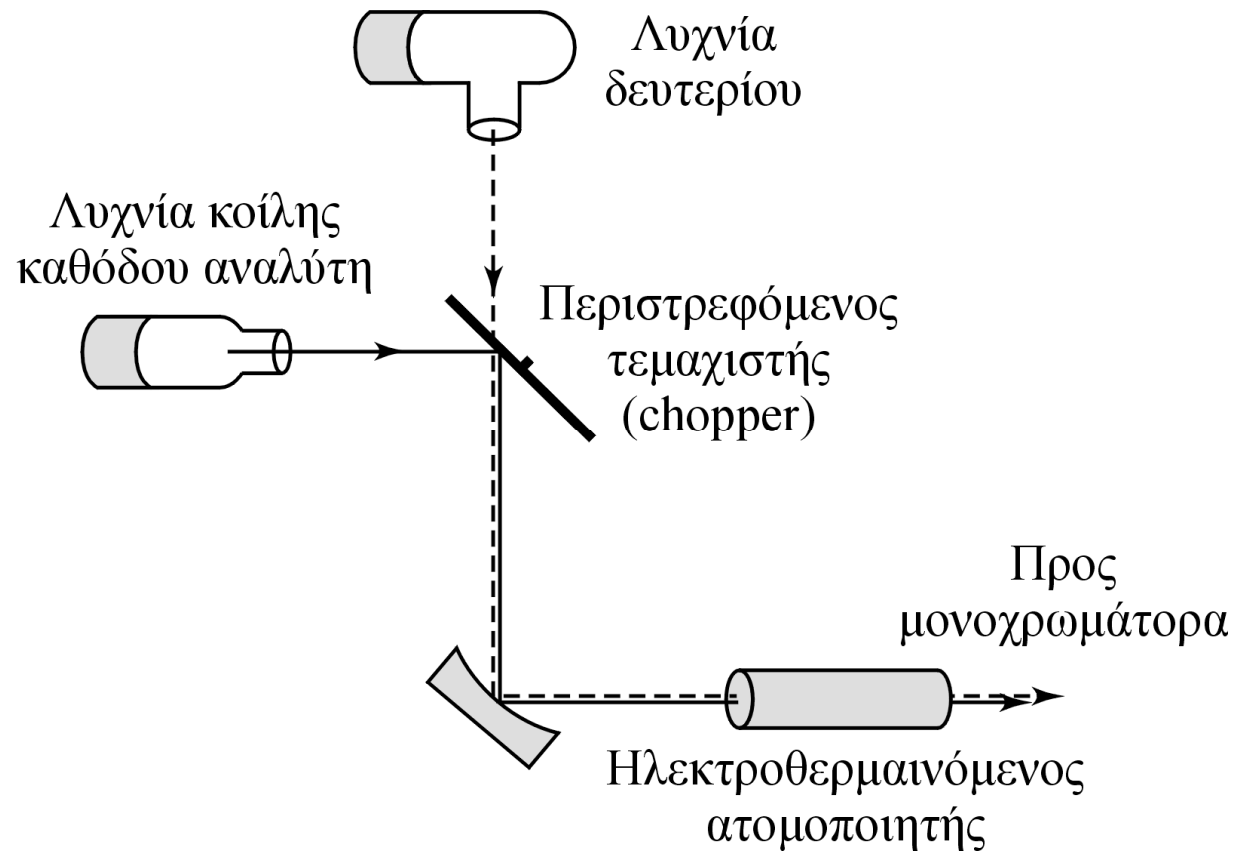 Λυχνία
δευτερίου
Λυχνία κοίλης
καθόδου αναλύτη
Περιστρεφόμενος
τεμαχιστής
(chopper)
Προς
μονοχρωμάτορα
Ηλεκτροθερμαινόμενος
ατομοποιητής